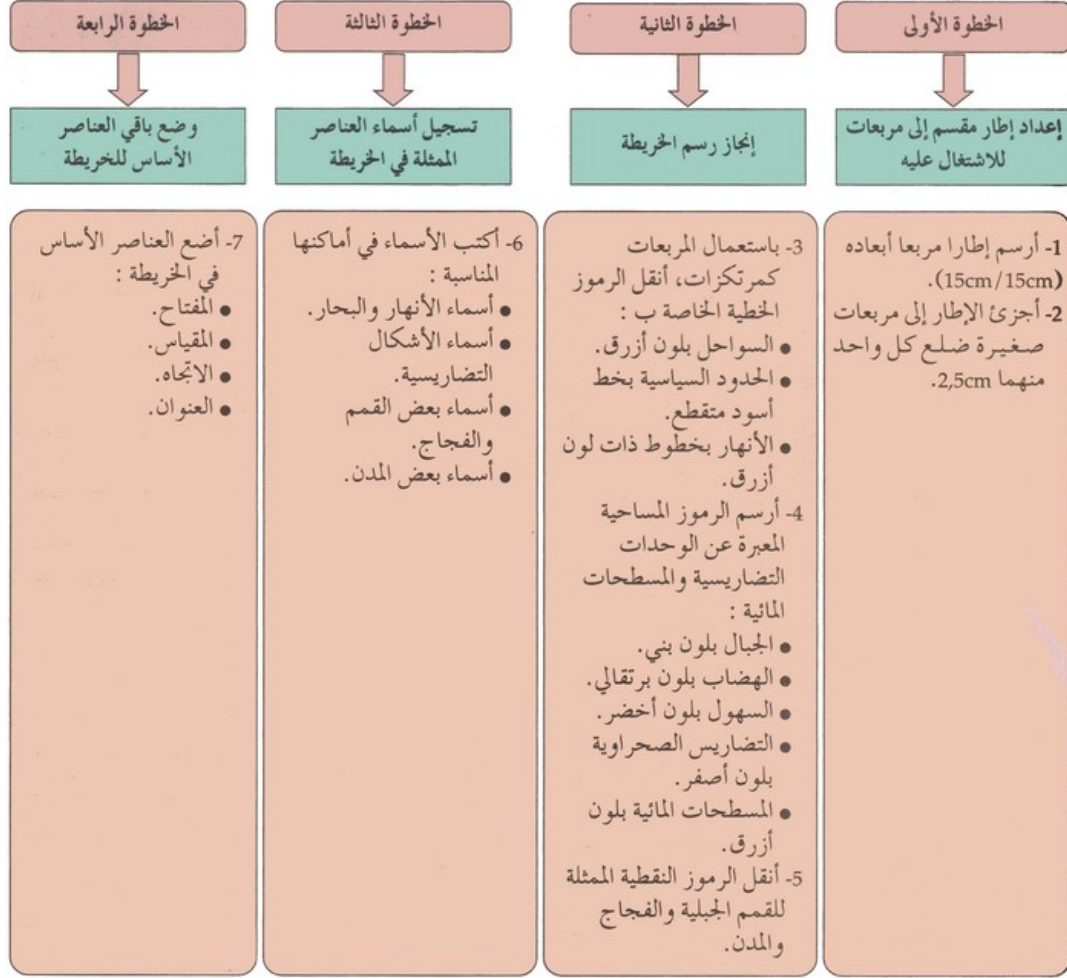 الخطوة الأولى
إعداد إطار مقسم إلى مربعات
للاشتغال عليه
1- أرسم إطارا مربعا أبعاده
(15cm/15cm).
2- أجزئ الإطار إلى مربعات
صغيرة ضلع كل واحد
منهما 2,5cm.
الخطوة الثانية
إنجاز رسم الخريطة
3- باستعمال المربعات
كمرتكزات، أنقل الرموز
الخطية الخاصة ب :
● السواحل بلون أزرق.
● الحدود السياسية بخط
أسود متقطع.
● الأنهار بخطوط ذات لون
أزرق.
4- أرسم الرموز المساحية
المعبرة عن الوحدات
التضاريسية والمسطحات
المائية :
● الجبال بلون بني.
● الهضاب بلون برتقالي.
● السهول بلون أخضر.
● التضاريس الصحراوية
بلون أصفر.
● المسطحات المائية بلون
أزرق.
5- أنقل الرموز النقطية الممثلة
للقمم الجبلية والفجاج
والمدن.
الخطوة الثالثة
تسجيل أسماء العناصر
الممثلة في الخريطة
6- أكتب الأسماء في أماكنها
المناسبة :
● أسماء الأنهار والبحار.
● أسماء الأشكال
التضاريسية.
● أسماء بعض القمم
والفجاج.
● أسماء بعض المدن.
الخطوة الرابعة
وضع باقي العناصر
الأساس للخريطة
7- أضع العناصر الأساس
في الخريطة :
● المفتاح.
● المقياس.
● الاتجاه.
● العنوان.